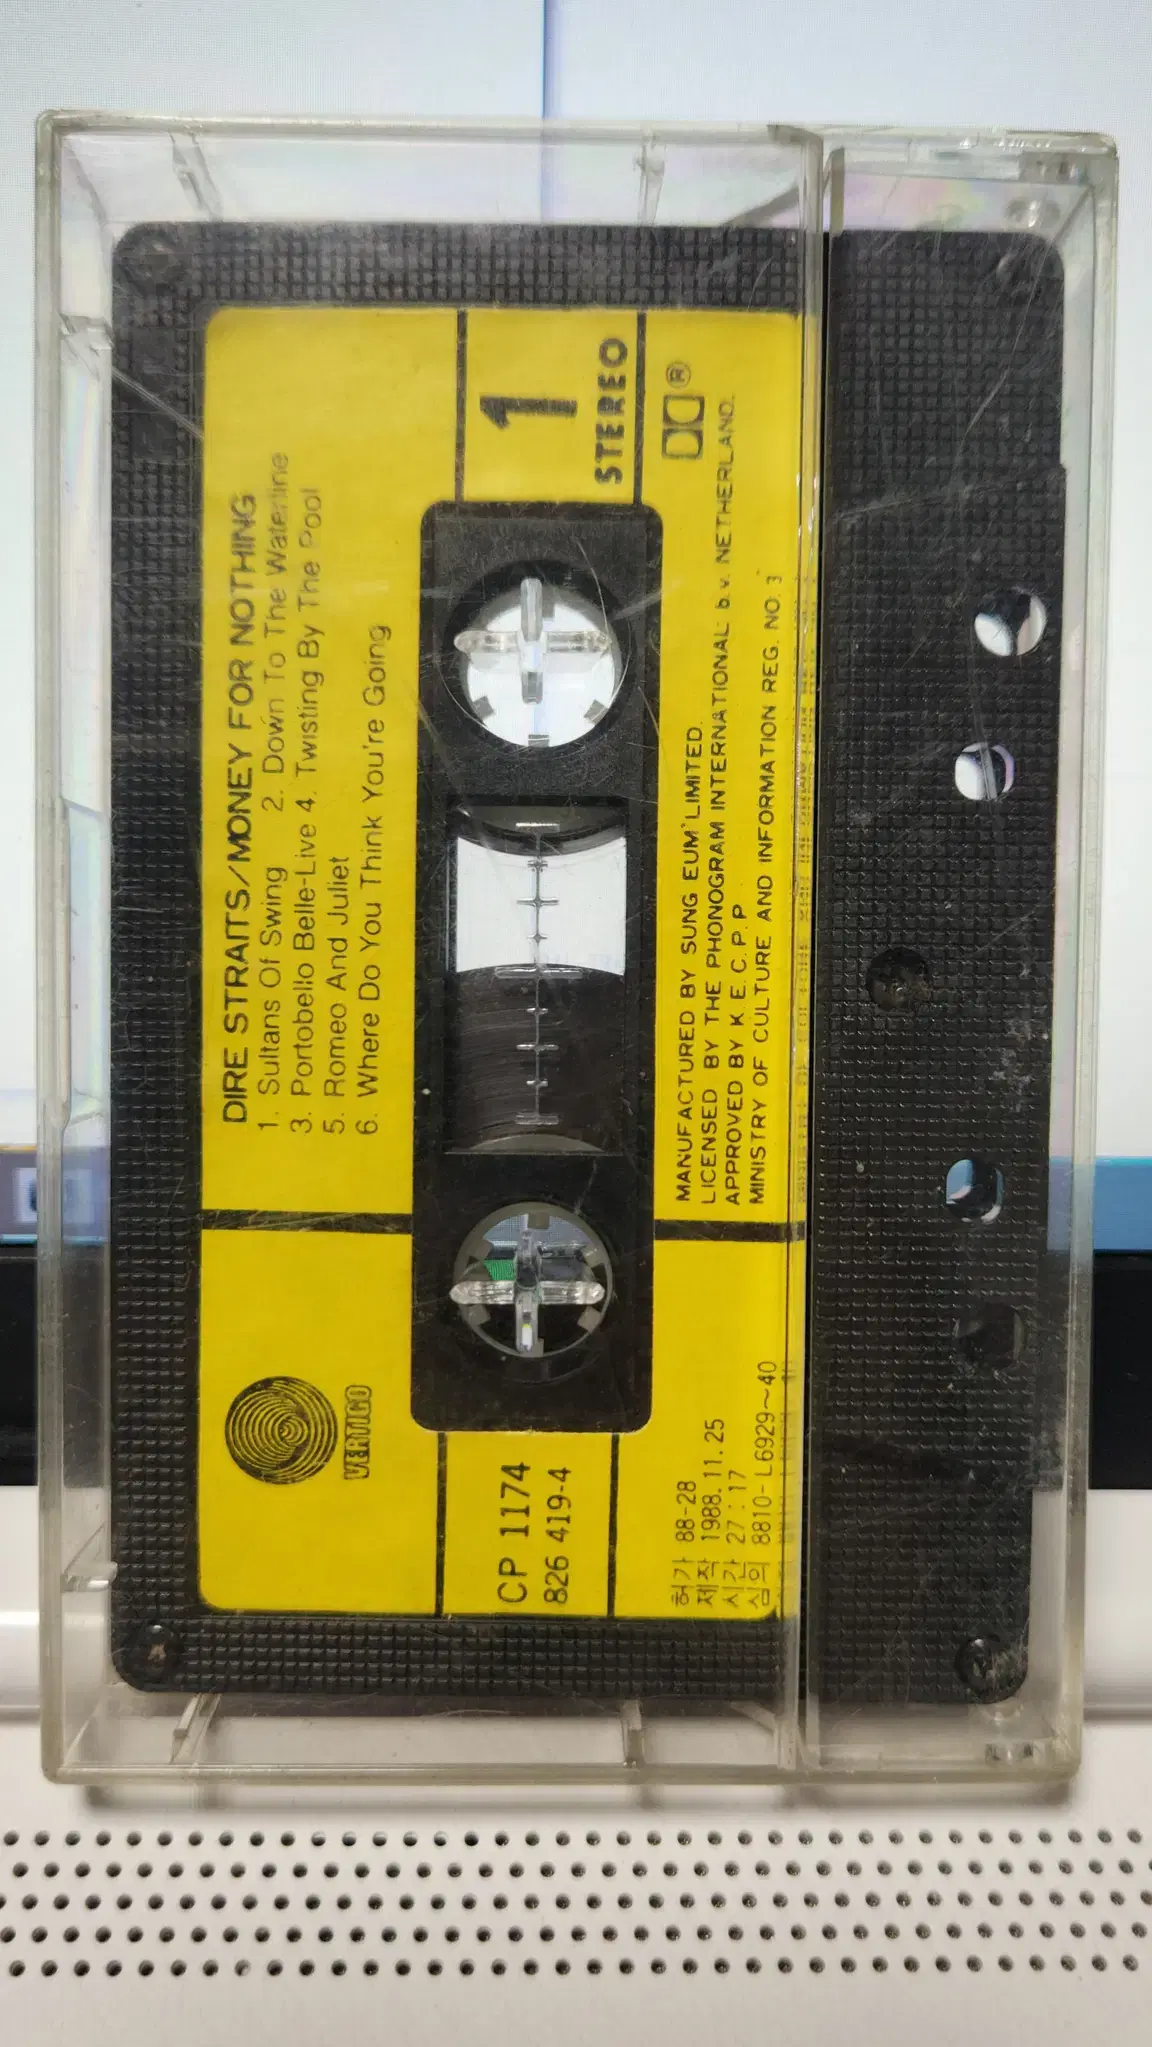 DIRE STRAITS/MONEY FOR NOTHING
1. Sultans Of Swing 2. Down To The Waterline
3. Portobello Belle-Live 4. Twisting By The Pool
5. Romeo And Juliet
6. Where Do You Think You're Going
VERTIGO
1
STEREO
CP 1174
826 419-4
®
MANUFACTURED BY SUNG EUM LIMITED.
LICENSED BY THE PHONOGRAM INTERNATIONAL b.v. NETHERLAND.
APPROVED BY K.E.C.P.P
MINISTRY OF CULTURE AND INFORMATION REG. NO. 3
허가 88-28
제작 1988. 11. 25
시간 27 : 17
심의 8810-L6929~40